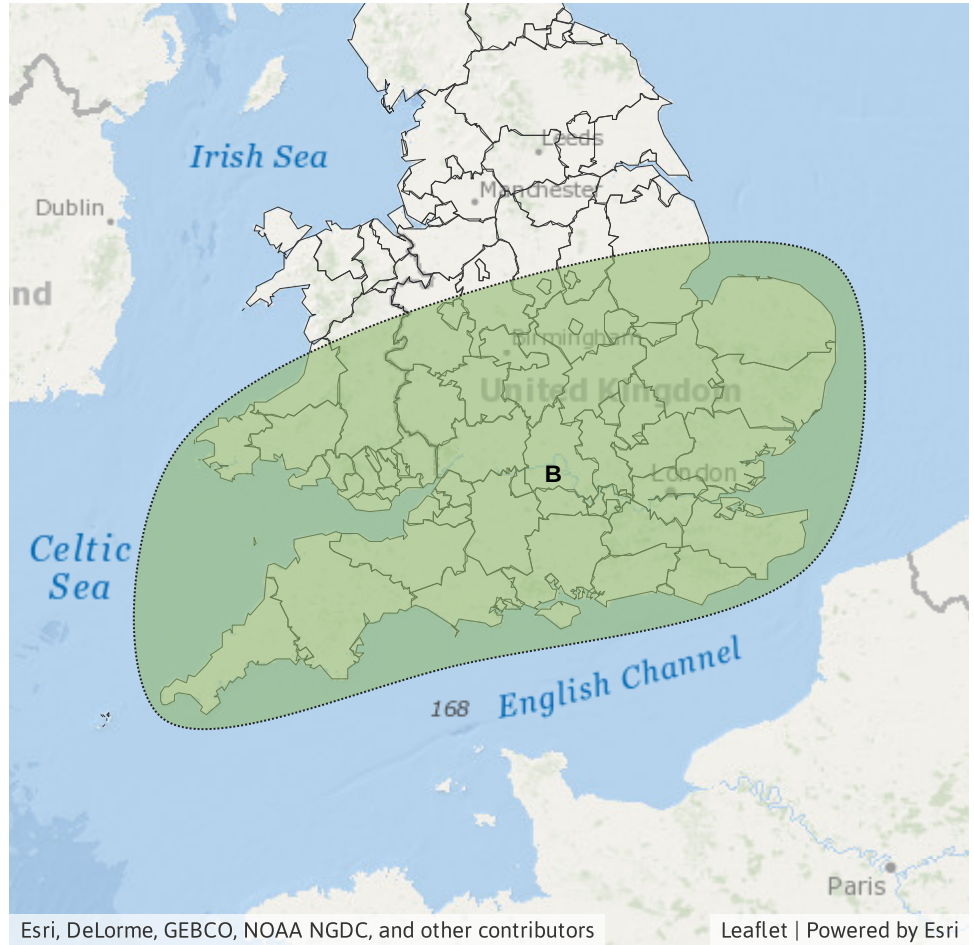 Leeds
Irish Sea
Manchester
Dublin
nd
Birmingham
United Kingdom
B
London
Celtic
Sea
English Channel
168
Paris
Esri, DeLorme, GEBCO, NOAA NGDC, and other contributors
Leaflet | Powered by Esri